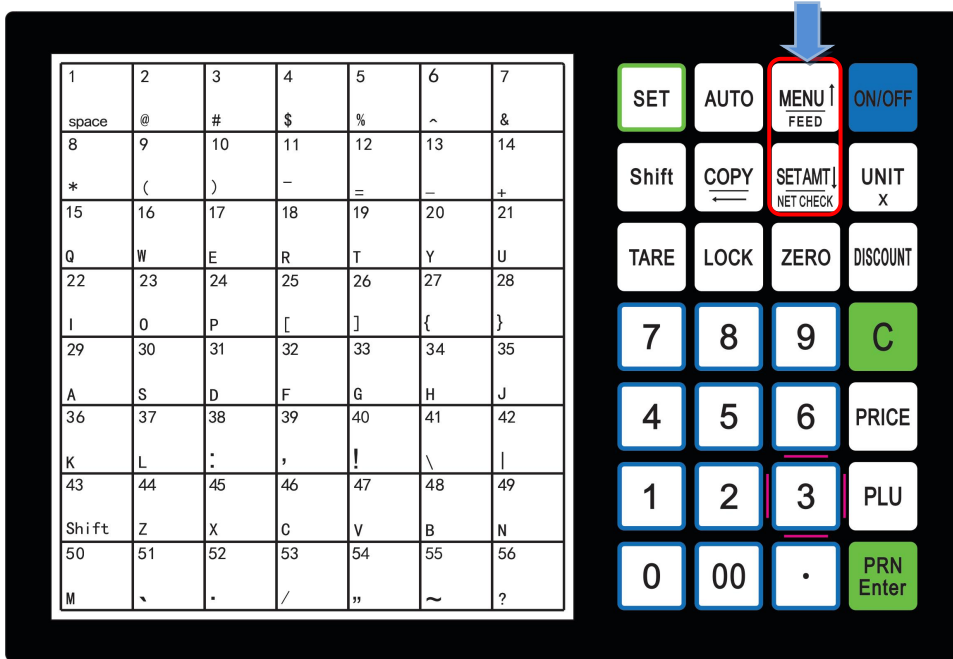 1 2 3 4 5 6 7
space @ # $ % ^ &
8 9 10 11 12 13 14
* ( ) - = _ +
15 16 17 18 19 20 21
Q W E R T Y U
22 23 24 25 26 27 28
I O P [ ] { }
29 30 31 32 33 34 35
A S D F G H J
36 37 38 39 40 41 42
K L : , ! \ |
43 44 45 46 47 48 49
Shift Z X C V B N
50 51 52 53 54 55 56
M 、 . / " ~ ?
SET AUTO MENU↑ ON/OFF
FEED
Shift COPY SETAMT↓ UNIT
← NET CHECK X
TARE LOCK ZERO DISCOUNT
7 8 9 C
4 5 6 PRICE
1 2 3 PLU
0 00 . PRN
Enter